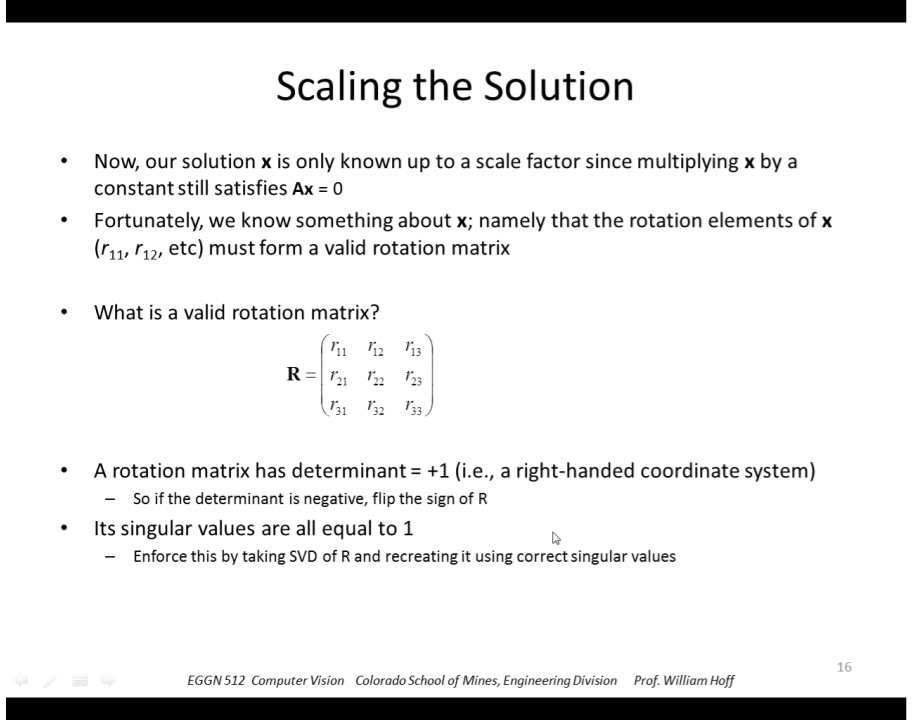 Scaling the Solution
• Now, our solution x is only known up to a scale factor since multiplying x by a
constant still satisfies Ax = 0
• Fortunately, we know something about x; namely that the rotation elements of x
(r11, r12, etc) must form a valid rotation matrix
• What is a valid rotation matrix?
r11 r12 r13
R = r21 r22 r23
r31 r32 r33
• A rotation matrix has determinant = +1 (i.e., a right-handed coordinate system)
– So if the determinant is negative, flip the sign of R
• Its singular values are all equal to 1
– Enforce this by taking SVD of R and recreating it using correct singular values
16
EGGN 512 Computer Vision Colorado School of Mines, Engineering Division Prof. William Hoff